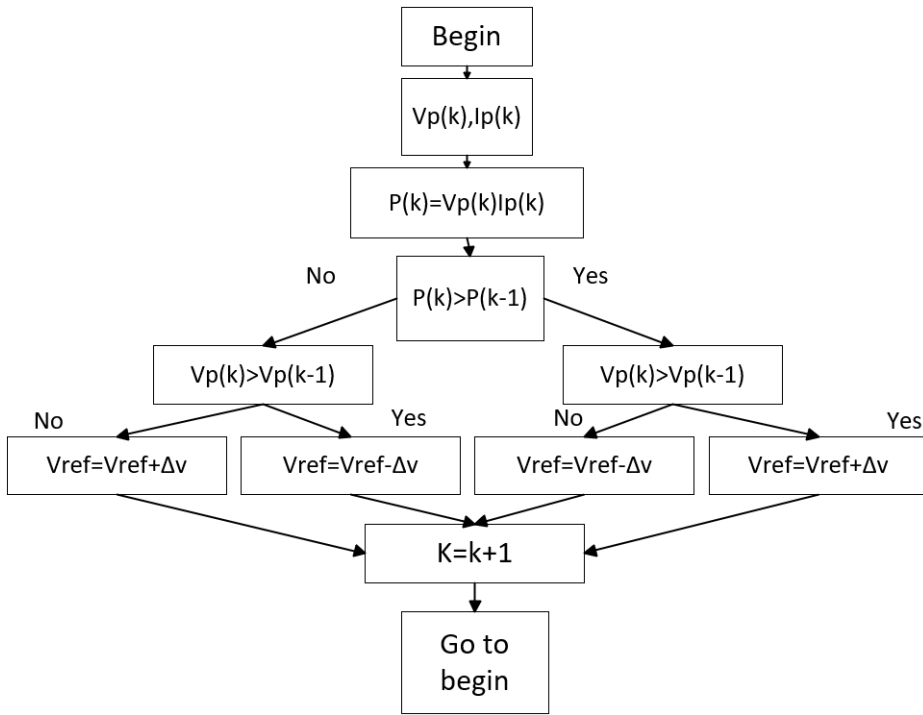 Begin
Vp(k),Ip(k)
P(k)=Vp(k)Ip(k)
No
Yes
P(k)>P(k-1)
Vp(k)>Vp(k-1)
Vp(k)>Vp(k-1)
No
Yes
No
Yes
Vref=Vref+Δv
Vref=Vref-Δv
Vref=Vref-Δv
Vref=Vref+Δv
K=k+1
Go to
begin